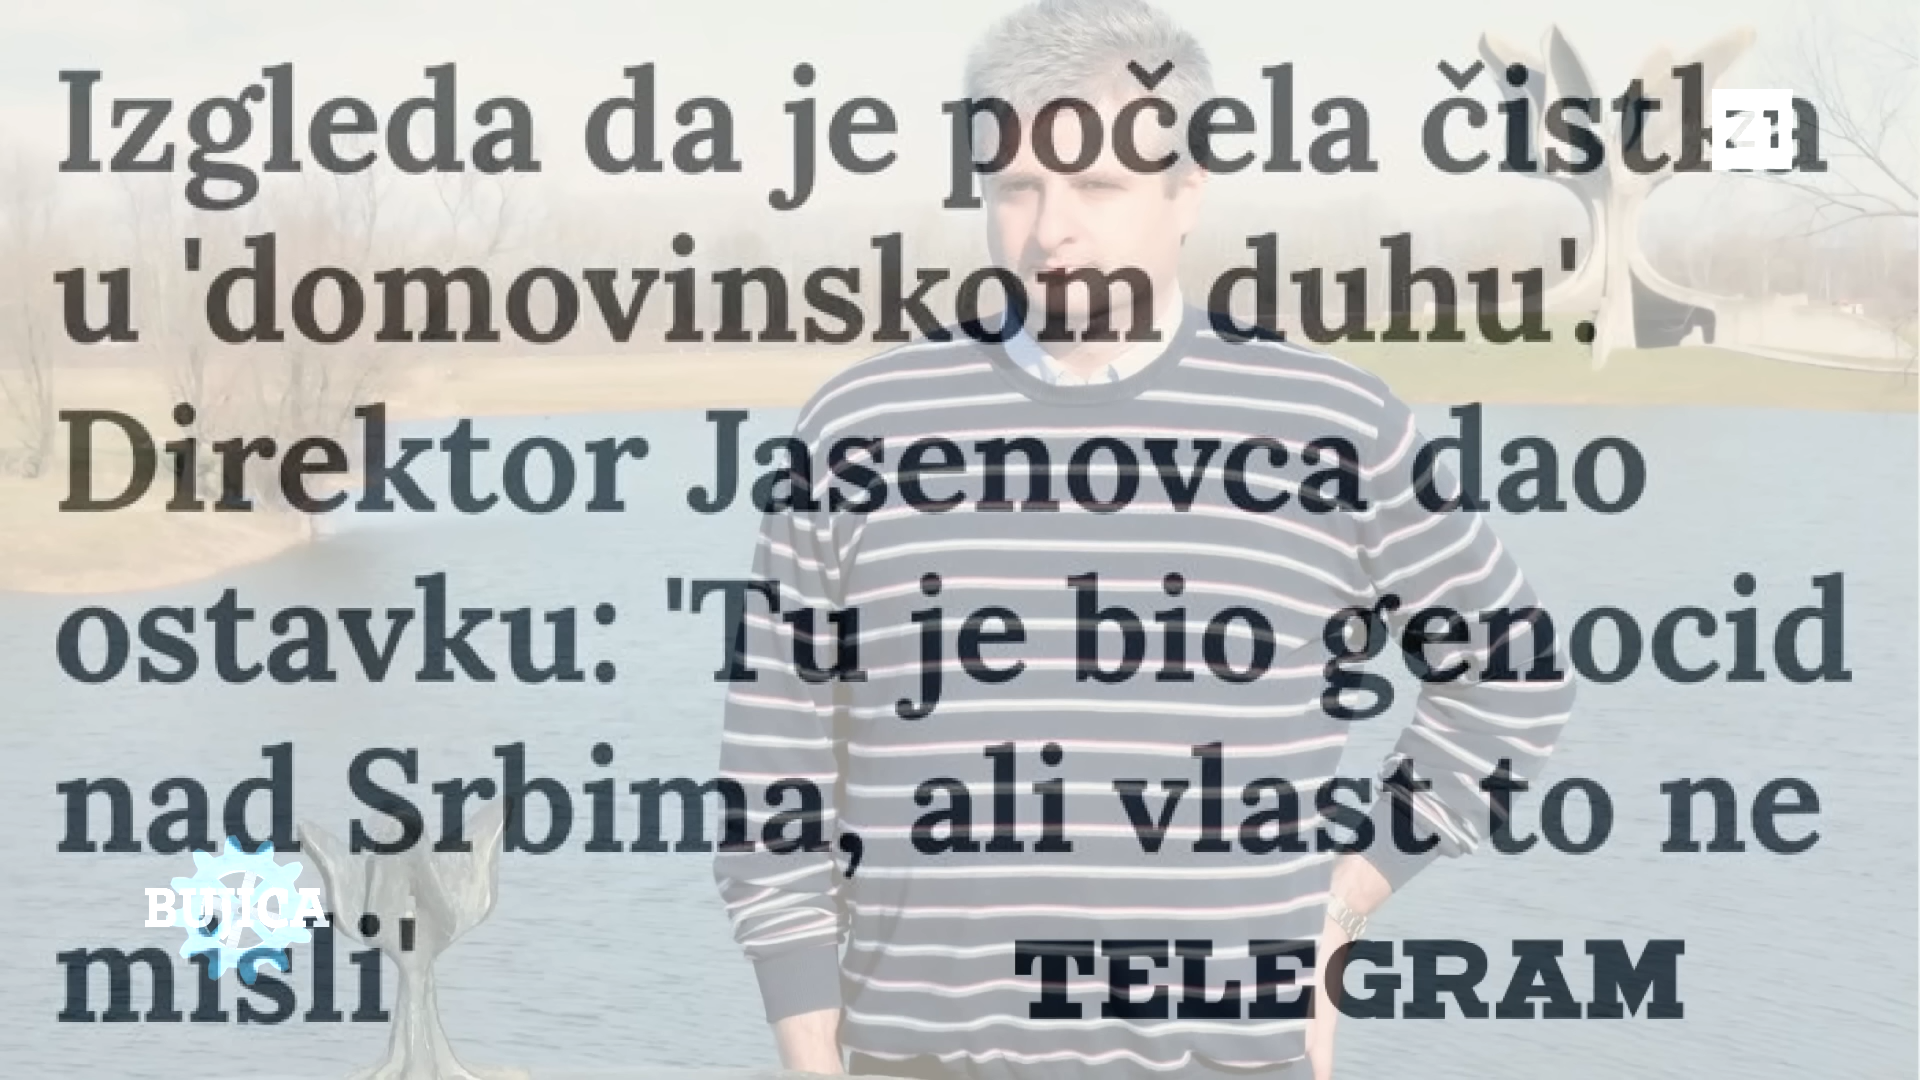 Izgleda da je počela čistka
Z1
u 'domovinskom duhu'.
Direktor Jasenovca dao
ostavku: 'Tu je bio genocid
nad Srbima, ali vlast to ne
misli'
BUJICA
TELEGRAM